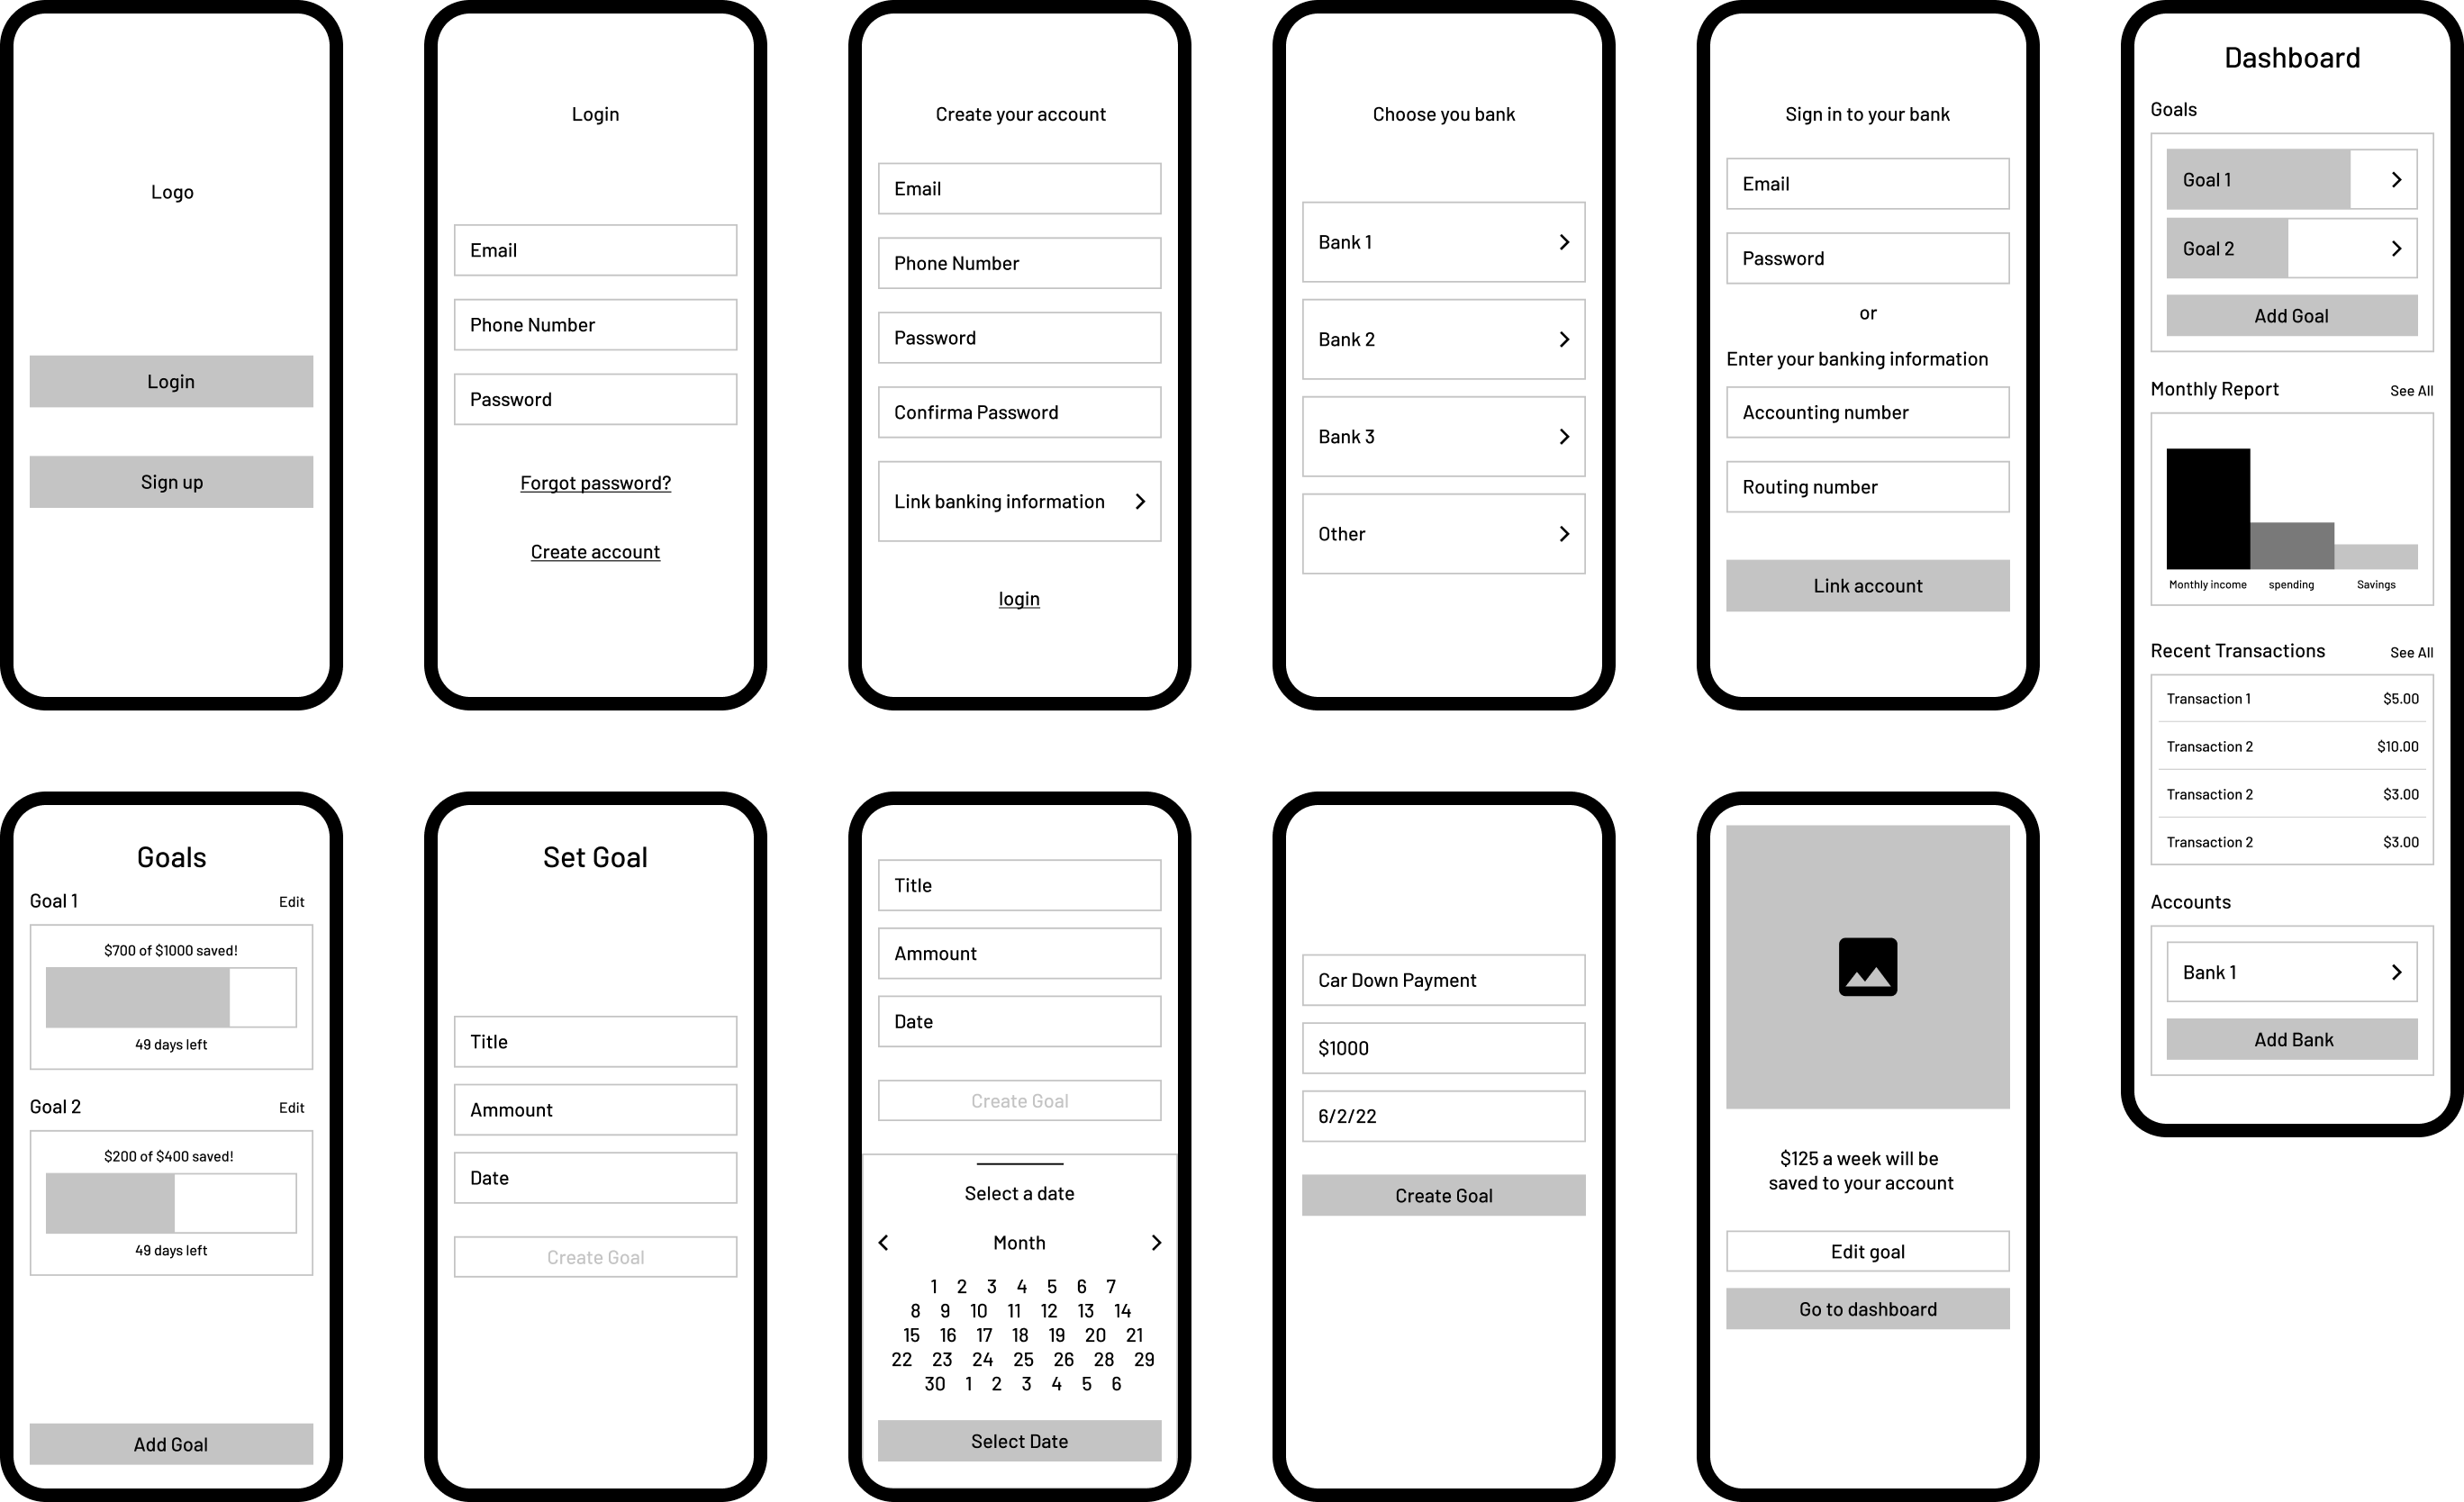 Logo
Login
Sign up
Login
Email
Phone Number
Password
Forgot password?
Create account
Create your account
Email
Phone Number
Password
Confirma Password
Link banking information
login
Choose you bank
Bank 1
Bank 2
Bank 3
Other
Sign in to your bank
Email
Password
or
Enter your banking information
Accounting number
Routing number
Link account
Dashboard
Goals
Goal 1
Goal 2
Add Goal
Monthly Report See All
Monthly income spending Savings
Recent Transactions See All
Transaction 1 $5.00
Transaction 2 $10.00
Transaction 2 $3.00
Transaction 2 $3.00
Accounts
Bank 1
Add Bank
Goals
Goal 1 Edit
$700 of $1000 saved!
49 days left
Goal 2 Edit
$200 of $400 saved!
49 days left
Add Goal
Set Goal
Title
Ammount
Date
Create Goal
Title
Ammount
Date
Create Goal
Select a date
Month
1 2 3 4 5 6 7
8 9 10 11 12 13 14
15 16 17 18 19 20 21
22 23 24 25 26 28 29
30 1 2 3 4 5 6
Select Date
Car Down Payment
$1000
6/2/22
Create Goal
$125 a week will be
saved to your account
Edit goal
Go to dashboard